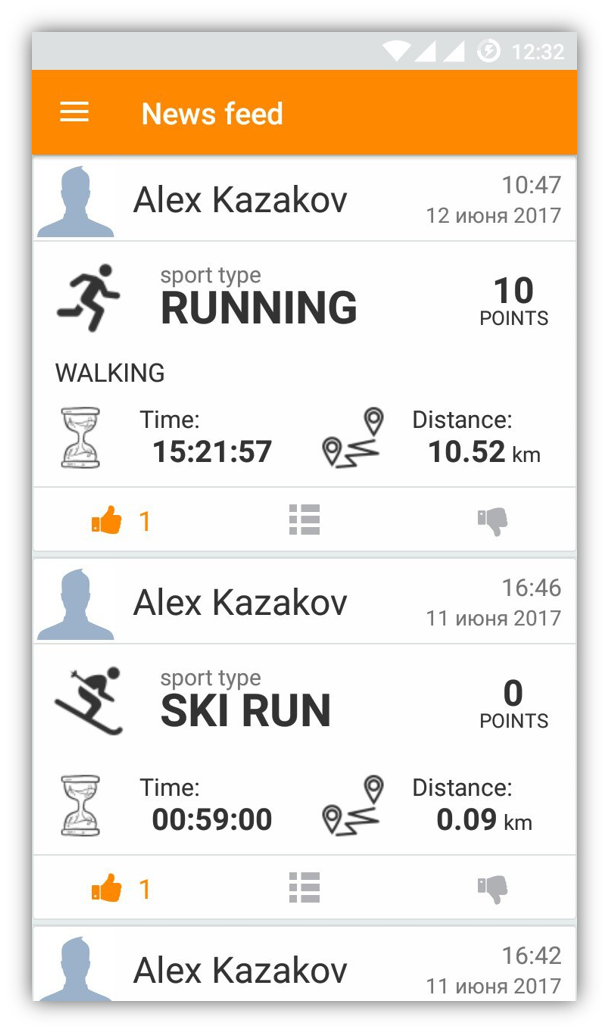 12:32
News feed
Alex Kazakov
10:47
12 июня 2017
sport type
RUNNING
10
POINTS
WALKING
Time:
15:21:57
Distance:
10.52 km
1
Alex Kazakov
16:46
11 июня 2017
sport type
SKI RUN
0
POINTS
Time:
00:59:00
Distance:
0.09 km
1
Alex Kazakov
16:42
11 июня 2017